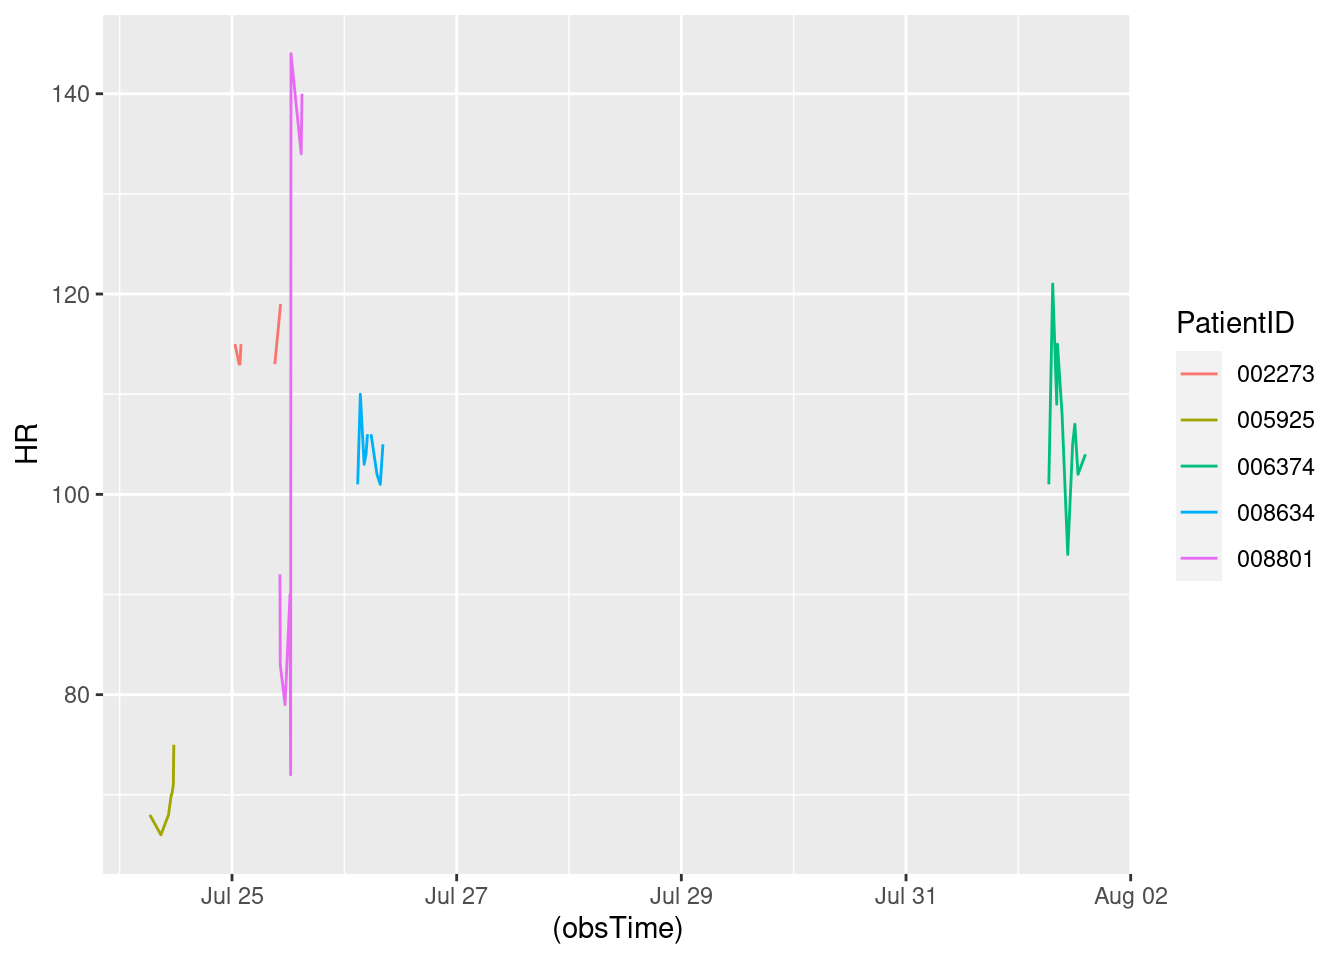 HR
140
120
100
80
Jul 25
Jul 27
Jul 29
Jul 31
Aug 02
(obsTime)
PatientID
002273
005925
006374
008634
008801